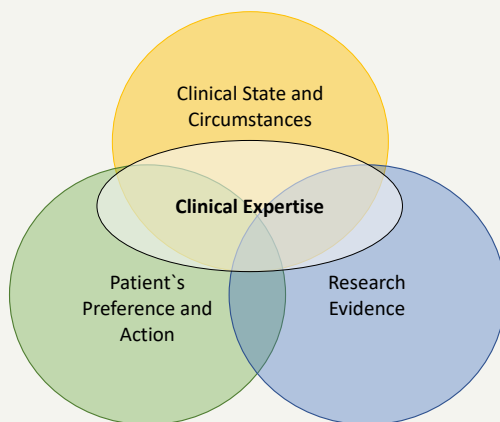 Clinical State and
Circumstances
Clinical Expertise
Patient`s
Preference and
Action
Research
Evidence